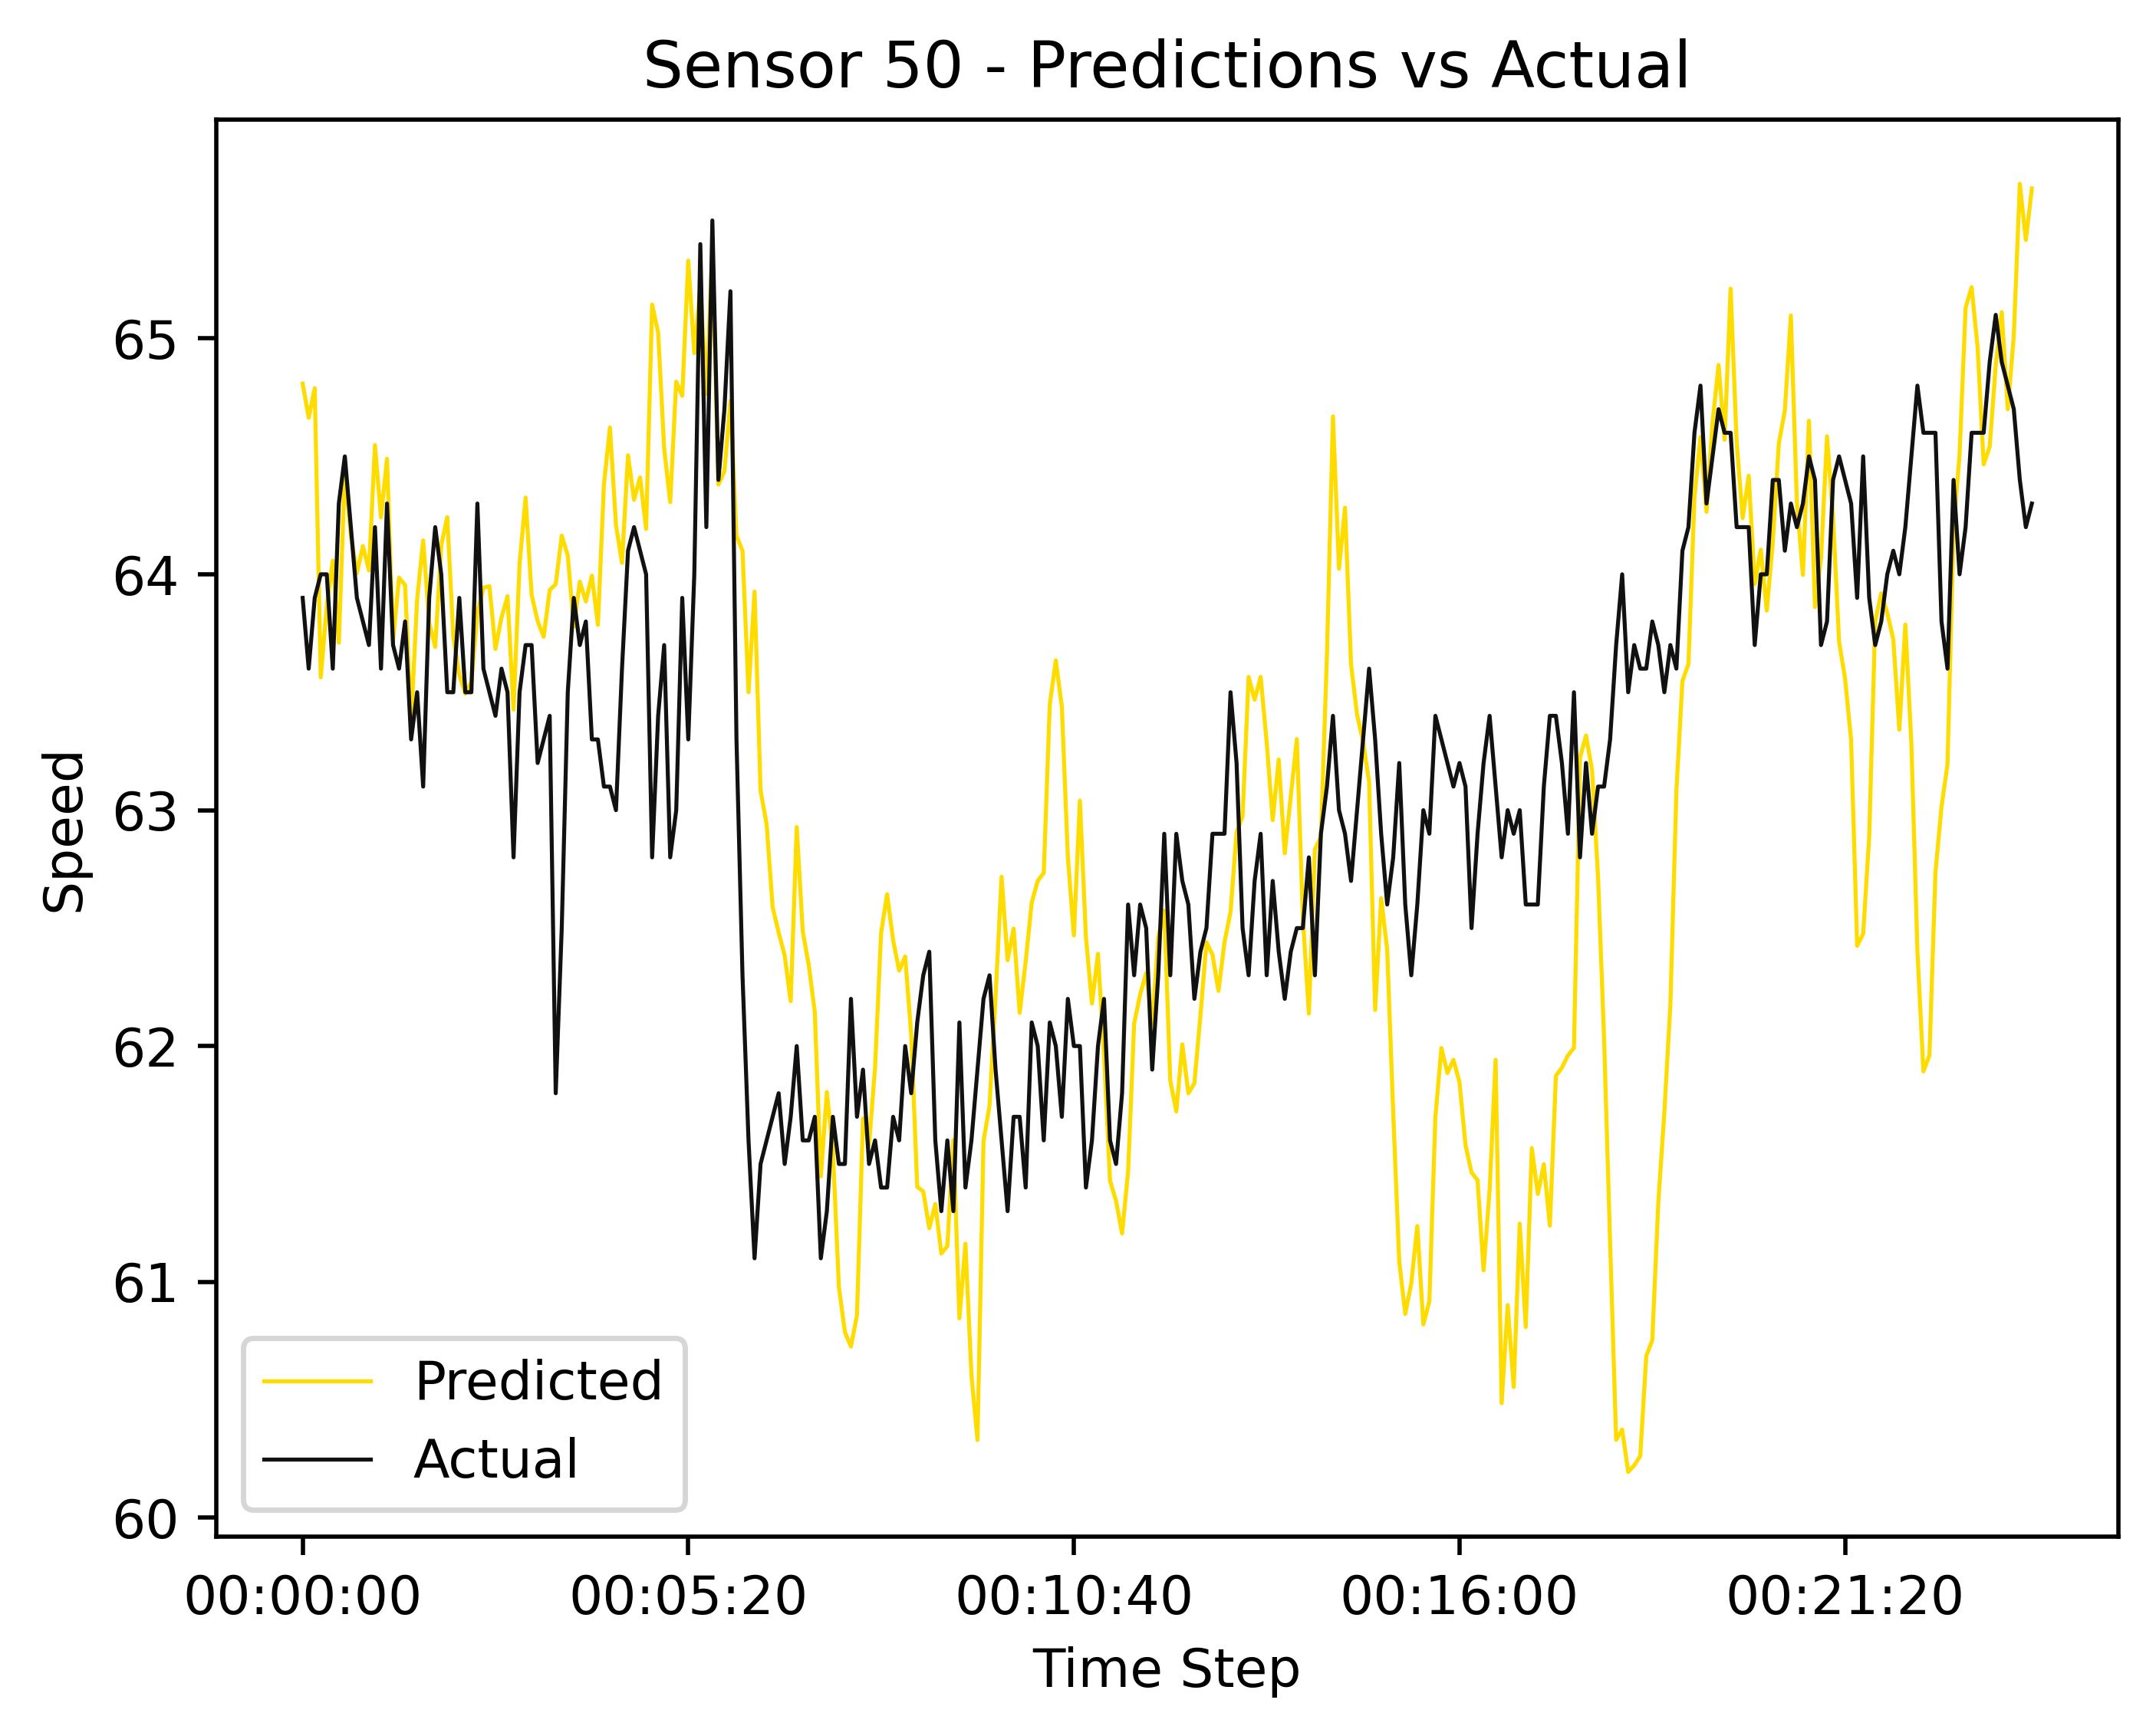 Sensor 50 - Predictions vs Actual
Speed
65
64
63
62
61
60
Predicted
Actual
00:00:00 00:05:20 00:10:40 00:16:00 00:21:20
Time Step